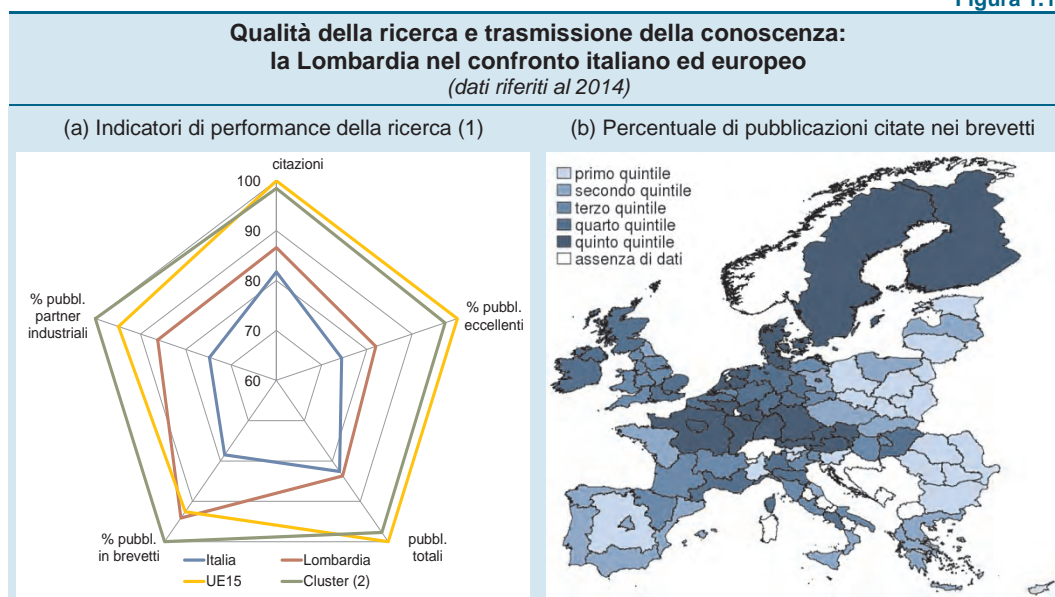 Figura 1.1
Qualità della ricerca e trasmissione della conoscenza:
la Lombardia nel confronto italiano ed europeo
(dati riferiti al 2014)
(a) Indicatori di performance della ricerca (1)
citazioni
100
90
80
70
60
% pubbl.
eccellenti
pubbl.
totali
% pubbl.
in brevetti
% pubbl.
partner
industriali
Italia
Lombardia
UE15
Cluster (2)
(b) Percentuale di pubblicazioni citate nei brevetti
primo quintile
secondo quintile
terzo quintile
quarto quintile
quinto quintile
assenza di dati